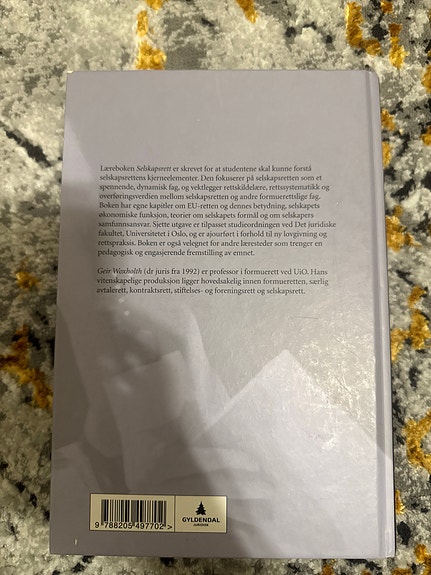 Læreboken Selskapsrett er skrevet for at studentene skal kunne forstå
selskapsrettens kjerneelementer. Den fokuserer på selskapsretten som et
spennende, dynamisk fag, og vektlegger rettskildelære, rettssystematikk og
overføringsverdien mellom selskapsretten og andre formuerettslige fag.
Boken har egne kapitler om EU-retten og dennes betydning, selskapets
økonomiske funksjon, teorier om selskapets formål og om selskapers
samfunnsansvar. Sjette utgave er tilpasset studieordningen ved Det juridiske
fakultet, Universitetet i Oslo, og er ajourført i forhold til ny lovgivning og
rettspraksis. Boken er også velegnet for andre læresteder som trenger en
pedagogisk og engasjerende fremstilling av emnet.
Geir Woxholth (dr juris fra 1992) er professor i formuerett ved UiO. Hans
vitenskapelige produksjon ligger hovedsakelig innen formueretten, særlig
avtalerett, kontraktsrett, stiftelses- og foreningsrett og selskapsrett.
9 788205 497702 >
GYLDENDAL
JURIDISK